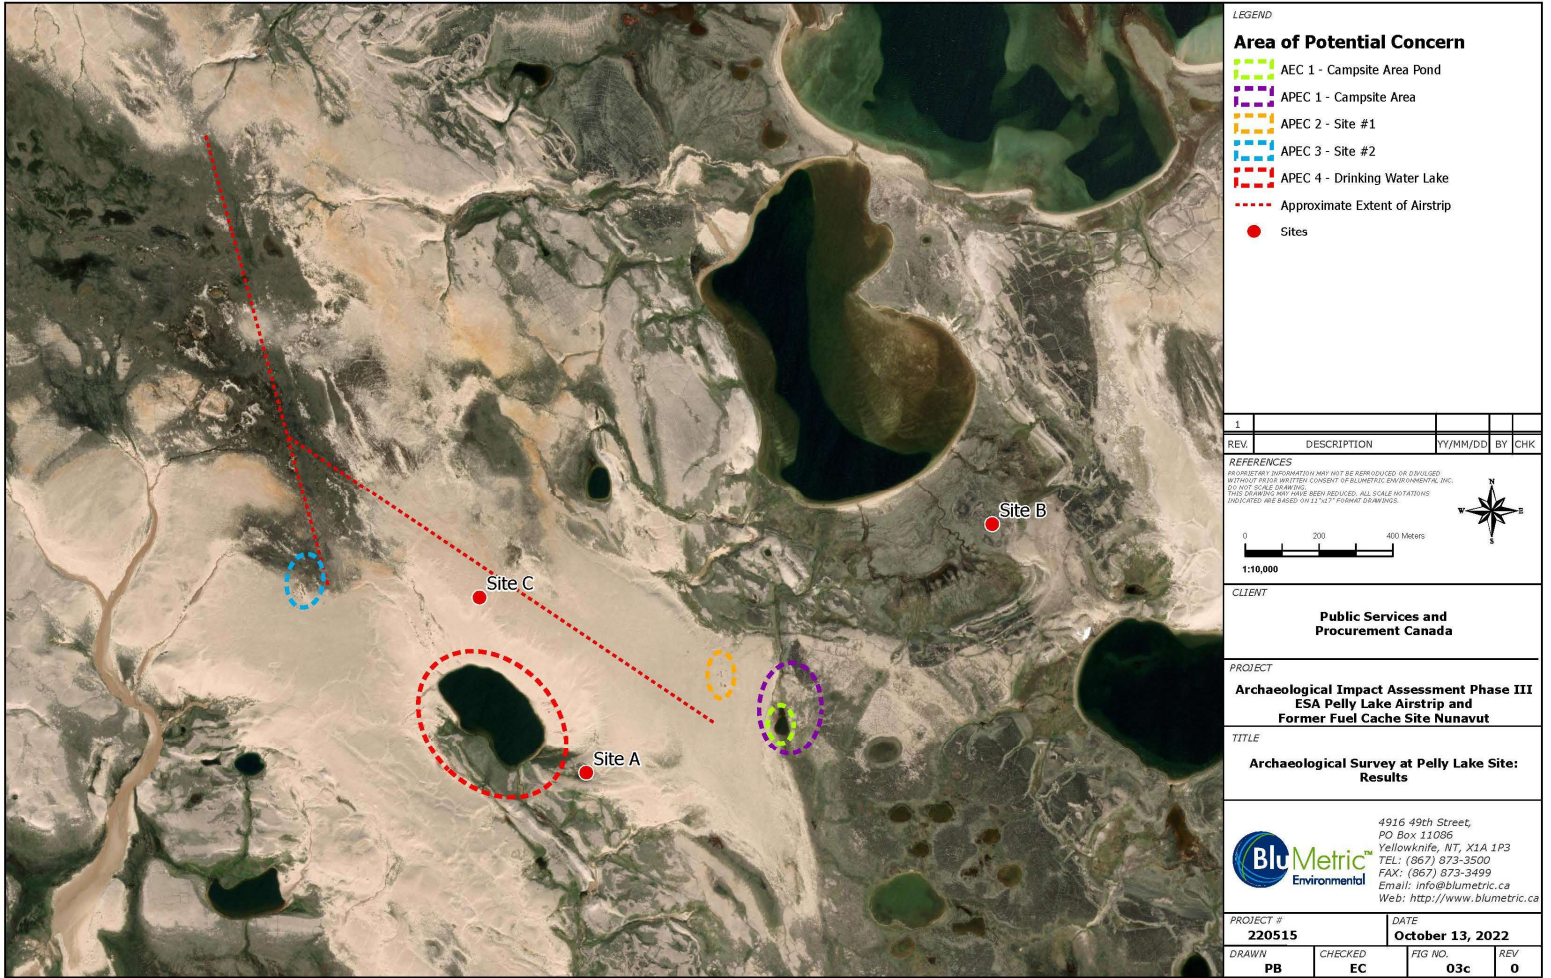 LEGEND
Area of Potential Concern
AEC 1 - Campsite Area Pond
APEC 1 - Campsite Area
APEC 2 - Site #1
APEC 3 - Site #2
APEC 4 - Drinking Water Lake
Approximate Extent of Airstrip
Sites
Site B
Site C
Site A
1
REV. DESCRIPTION YY/MM/DD BY CHK
REFERENCES
PROPRIETARY INFORMATION MAY NOT BE REPRODUCED OR DIVULGED
WITHOUT PRIOR WRITTEN CONSENT OF BLUMETRIC ENVIRONMENTAL INC.
DO NOT SCALE DRAWING.
THIS DRAWING MAY HAVE BEEN REDUCED. ALL SCALE NOTATIONS
INDICATED ARE BASED ON 11"x17" FORMAT DRAWINGS.
N
W E
S
0 200 400 Meters
1:10,000
CLIENT
Public Services and
Procurement Canada
PROJECT
Archaeological Impact Assessment Phase III
ESA Pelly Lake Airstrip and
Former Fuel Cache Site Nunavut
TITLE
Archaeological Survey at Pelly Lake Site:
Results
BluMetric™
Environmental
4916 49th Street,
PO Box 11086
Yellowknife, NT, X1A 1P3
TEL: (867) 873-3500
FAX: (867) 873-3499
Email: info@blumetric.ca
Web: http://www.blumetric.ca
PROJECT # DATE
220515 October 13, 2022
DRAWN CHECKED FIG NO. REV
PB EC 03c 0